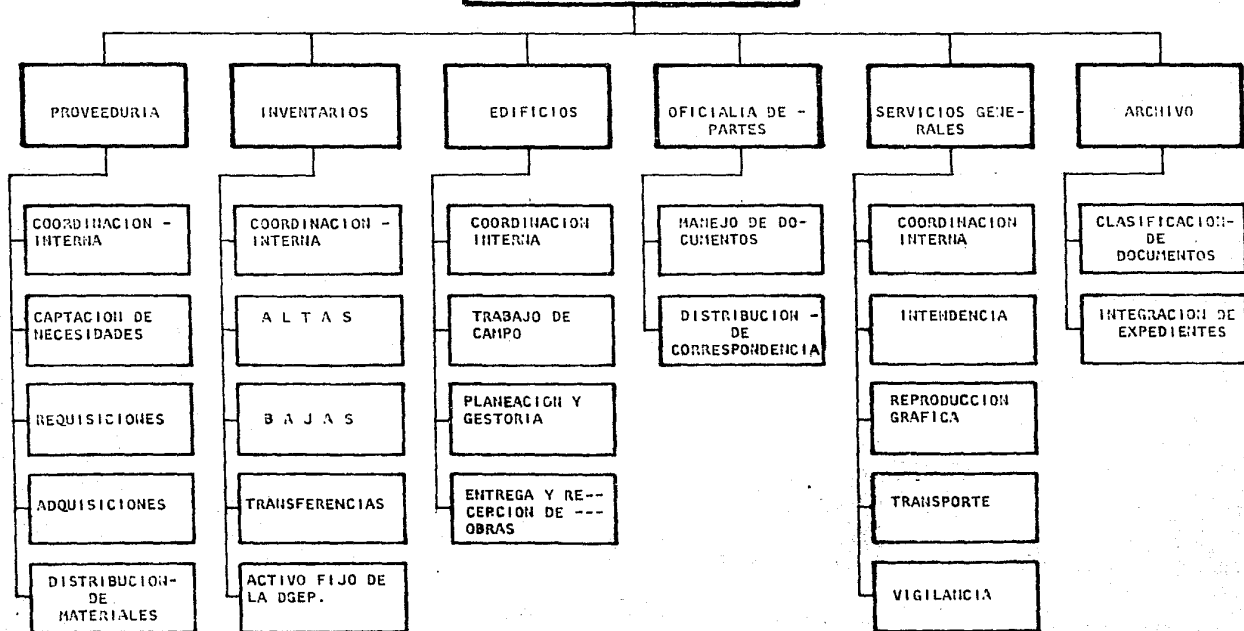 PROVEEDURIA
INVENTARIOS
EDIFICIOS
OFICIALIA DE -
PARTES
SERVICIOS GENE-
RALES
ARCHIVO
COORDINACION -
INTERNA
CAPTACION DE
NECESIDADES
REQUISICIONES
ADQUISICIONES
DISTRIBUCION-
DE
MATERIALES
COORDINACION -
INTERNA
A L T A S
B A J A S
TRANSFERENCIAS
ACTIVO FIJO DE
LA DGEP.
COORDINACION
INTERNA
TRABAJO DE
CAMPO
PLANEACION Y
GESTORIA
ENTREGA Y RE--
CEPCION DE ---
OBRAS
MANEJO DE DO-
CUMENTOS
DISTRIBUCION -
DE
CORRESPONDENCIA
COORDINACION
INTERNA
INTENDENCIA
REPRODUCCION
GRAFICA
TRANSPORTE
VIGILANCIA
CLASIFICACION-
DE
DOCUMENTOS
INTEGRACION DE
EXPEDIENTES